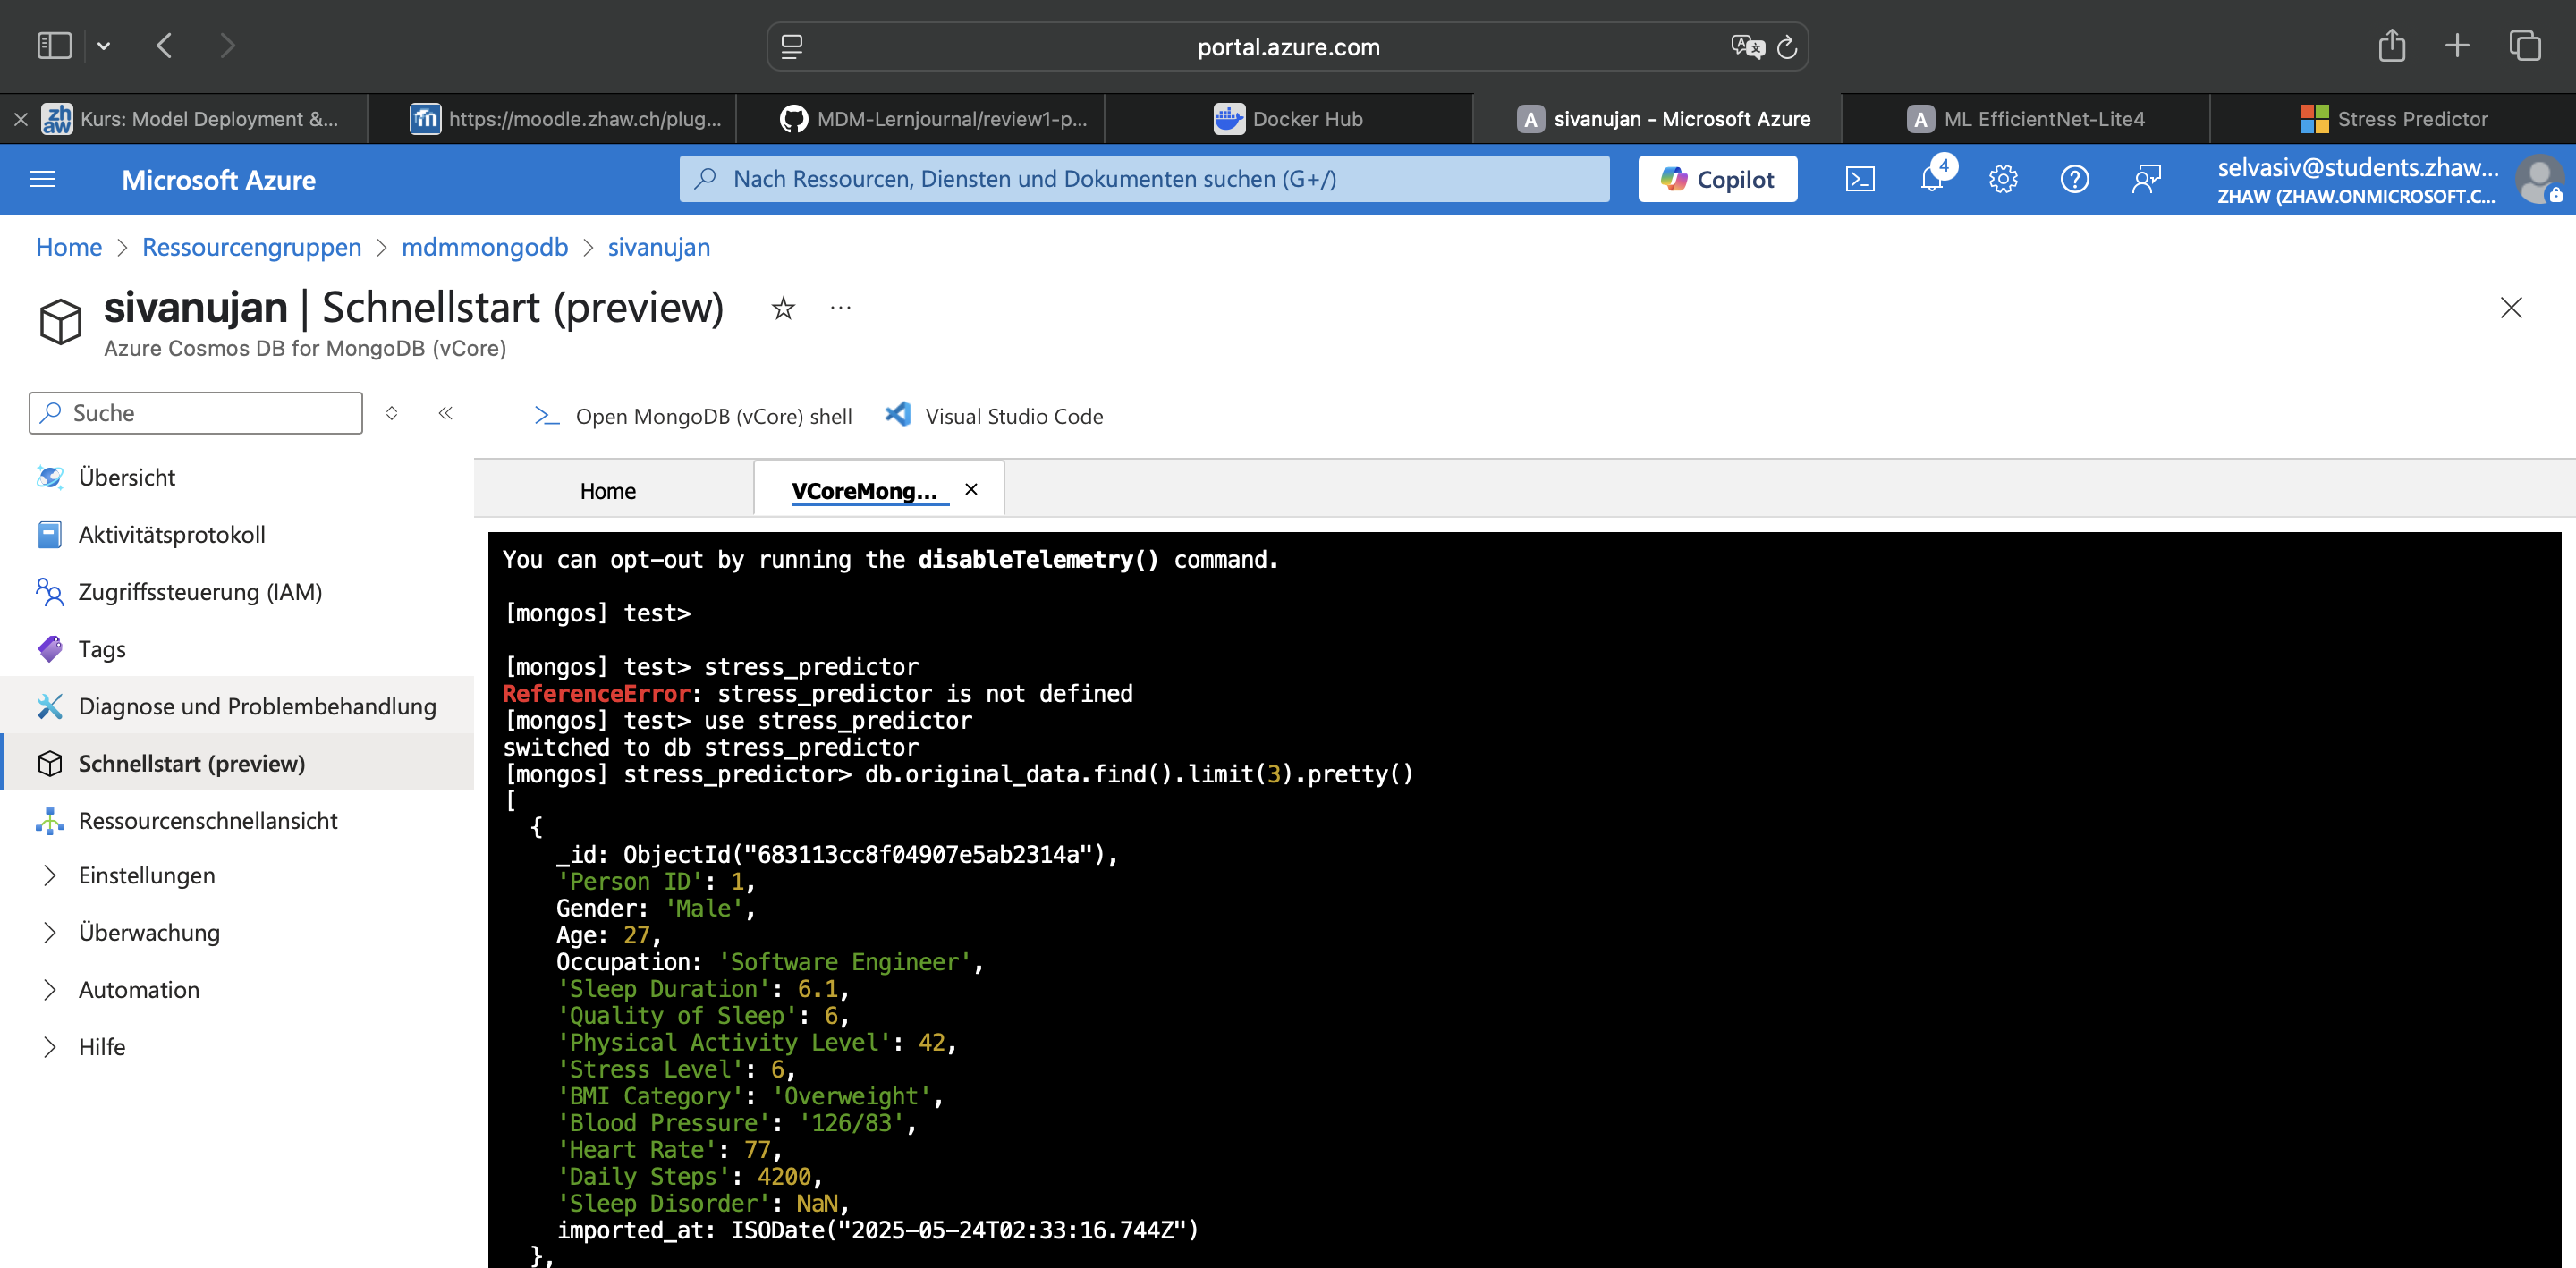 portal.azure.com
Kurs: Model Deployment &...
https://moodle.zhaw.ch/plug...
MDM-Lernjournal/review1-p...
Docker Hub
sivanujan - Microsoft Azure
ML EfficientNet-Lite4
Stress Predictor
Microsoft Azure
Nach Ressourcen, Diensten und Dokumenten suchen (G+/)
Copilot
4
selvasiv@students.zhaw...
ZHAW (ZHAW.ONMICROSOFT.C...
Home > Ressourcengruppen > mdmmongodb > sivanujan
sivanujan | Schnellstart (preview)
Azure Cosmos DB for MongoDB (vCore)
Suche
Open MongoDB (vCore) shell
Visual Studio Code
Übersicht
Aktivitätsprotokoll
Zugriffssteuerung (IAM)
Tags
Diagnose und Problembehandlung
Schnellstart (preview)
Ressourcenschnellansicht
Einstellungen
Überwachung
Automation
Hilfe
Home
VCoreMong...
You can opt-out by running the disableTelemetry() command.
[mongos] test>
[mongos] test> stress_predictor
ReferenceError: stress_predictor is not defined
[mongos] test> use stress_predictor
switched to db stress_predictor
[mongos] stress_predictor> db.original_data.find().limit(3).pretty()
[
{
_id: ObjectId("683113cc8f04907e5ab2314a"),
'Person ID': 1,
Gender: 'Male',
Age: 27,
Occupation: 'Software Engineer',
'Sleep Duration': 6.1,
'Quality of Sleep': 6,
'Physical Activity Level': 42,
'Stress Level': 6,
'BMI Category': 'Overweight',
'Blood Pressure': '126/83',
'Heart Rate': 77,
'Daily Steps': 4200,
'Sleep Disorder': NaN,
imported_at: ISODate("2025-05-24T02:33:16.744Z")
},